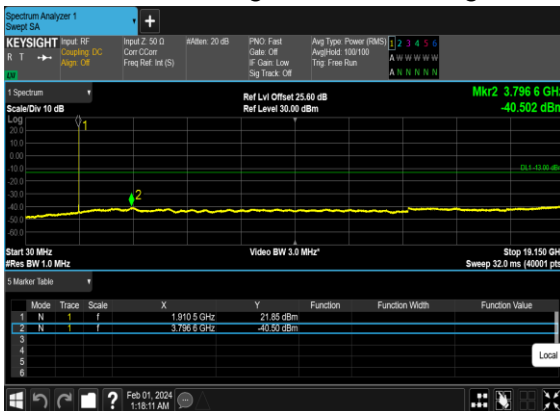 Spectrum Analyzer 1
Swept SA
+
KEYSIGHT Input: RF Input Z: 50 Ω #Atten: 20 dB PNO: Fast Avg Type: Power (RMS) 1 2 3 4 5 6
R T Coupling: DC Corr CCorr Gate: Off Avg|Hold: 100/100 A W W W W W
Align: Off Freq Ref: Int (S) IF Gain: Low Trig: Free Run
LV Sig Track: Off A N N N N N
1 Spectrum Ref Lvl Offset 25.60 dB Mkr2 3.796 6 GHz
Scale/Div 10 dB Ref Level 30.00 dBm -40.502 dBm
Log
20.0
10.0
0.00
-10.0
DL1 -13.00 dBm
-20.0
-30.0
-40.0
-50.0
-60.0
1
2
Start 30 MHz Video BW 3.0 MHz* Stop 19.150 GHz
#Res BW 1.0 MHz Sweep 32.0 ms (40001 pts)
5 Marker Table
Mode Trace Scale X Y Function Function Width Function Value
1 N 1 f 1.910 5 GHz 21.85 dBm
2 N 1 f 3.796 6 GHz -40.50 dBm
3
4
5
6
Local
? Feb 01, 2024
1:18:11 AM